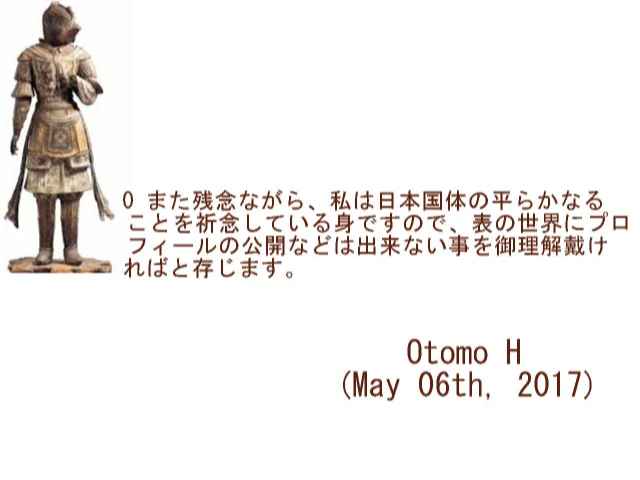 0 また残念ながら、私は日本国体の平らかなる
ことを祈念している身ですので、表の世界にプロ
フィールの公開などは出来ない事を御理解戴け
ればと存じます。
Otomo H
(May 06th, 2017)